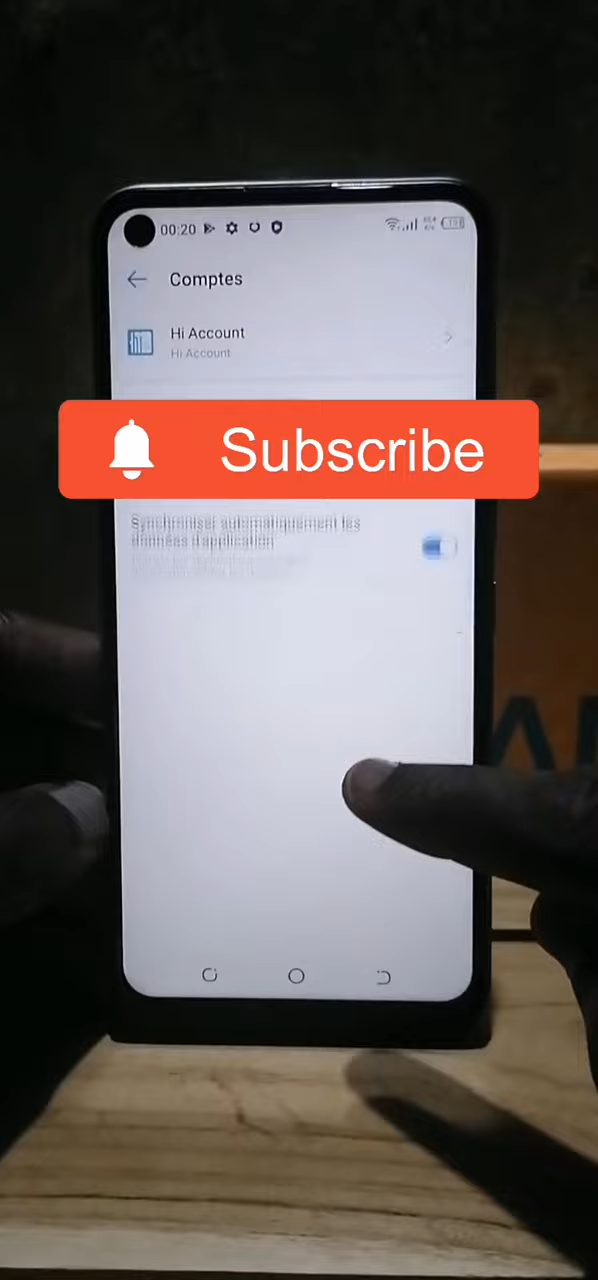 00:20
Comptes
Hi Account
Hi Account
Subscribe
Synchroniser automatiquement les
données d'application